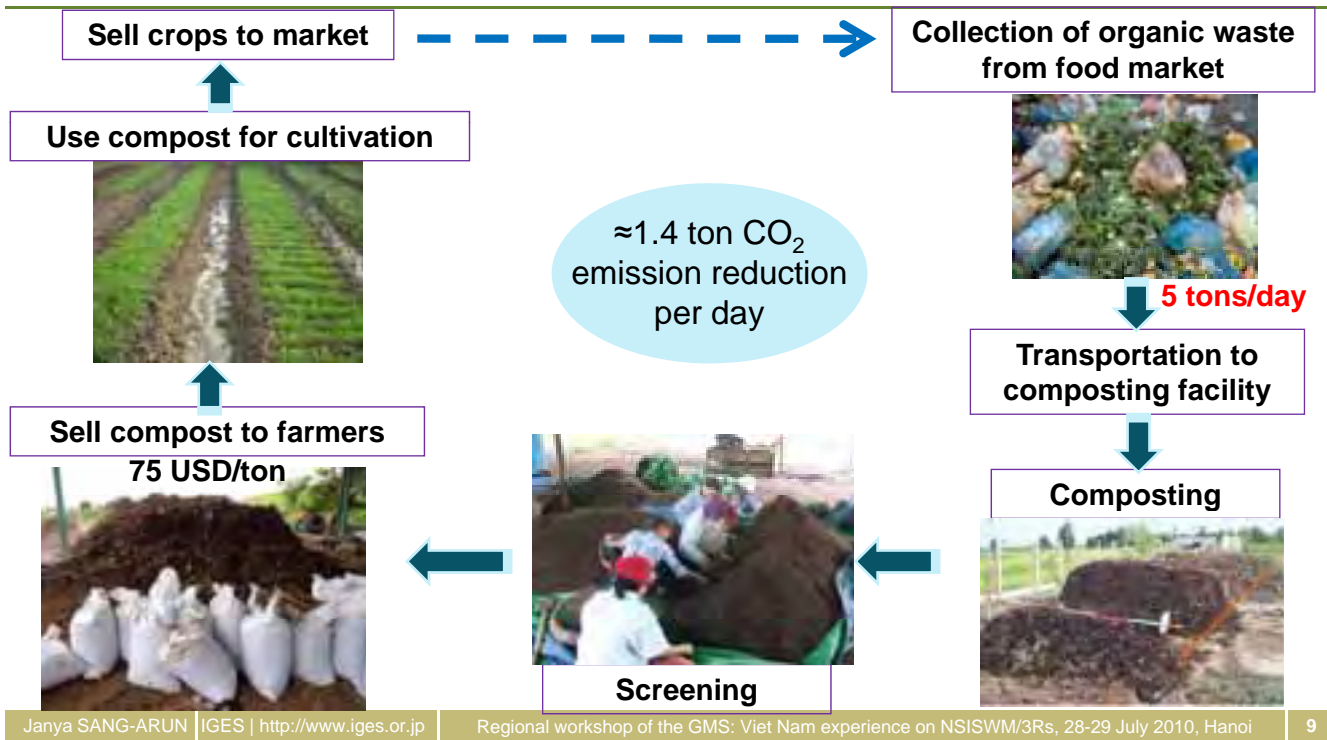 Sell crops to market
Collection of organic waste
from food market
Use compost for cultivation
≈1.4 ton CO₂
emission reduction
per day
5 tons/day
Transportation to
composting facility
Sell compost to farmers
75 USD/ton
Composting
Screening
Janya SANG-ARUN | IGES | http://www.iges.or.jp
Regional workshop of the GMS: Viet Nam experience on NSISWM/3Rs, 28-29 July 2010, Hanoi
9